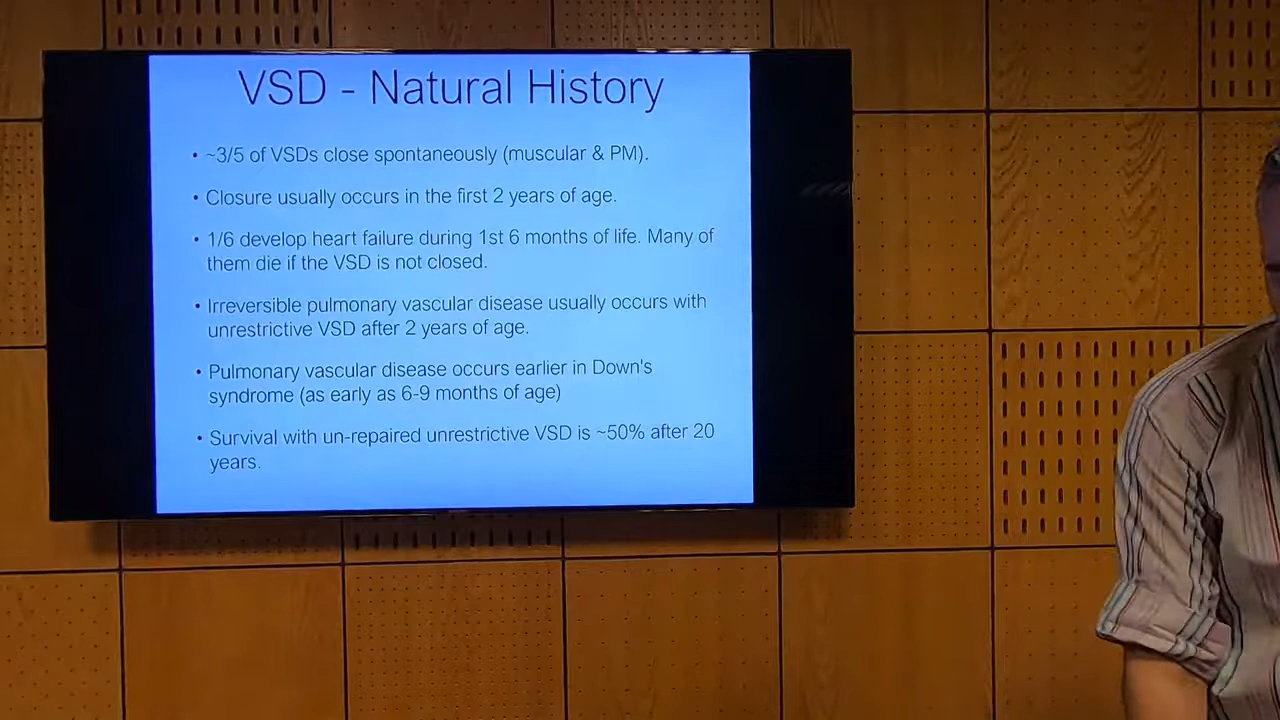 VSD - Natural History
• ~3/5 of VSDs close spontaneously (muscular & PM).
• Closure usually occurs in the first 2 years of age.
• 1/6 develop heart failure during 1st 6 months of life. Many of
them die if the VSD is not closed.
• Irreversible pulmonary vascular disease usually occurs with
unrestrictive VSD after 2 years of age.
• Pulmonary vascular disease occurs earlier in Down's
syndrome (as early as 6-9 months of age)
• Survival with un-repaired unrestrictive VSD is ~50% after 20
years.